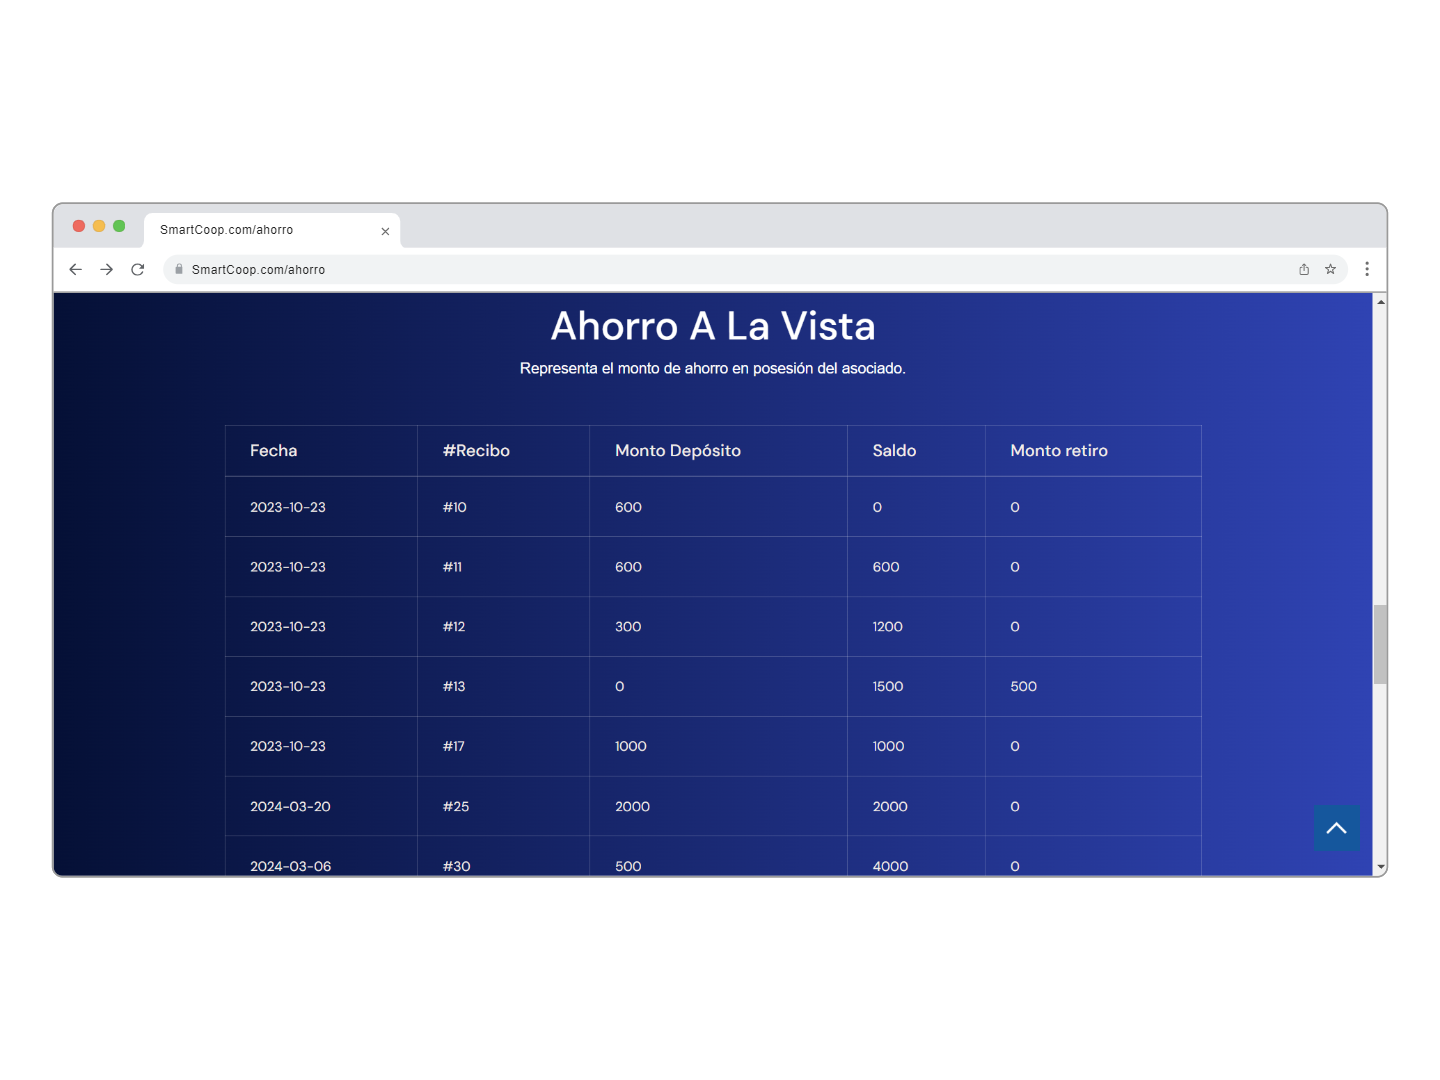 SmartCoop.com/ahorro
SmartCoop.com/ahorro
Ahorro A La Vista
Representa el monto de ahorro en posesión del asociado.
Fecha #Recibo Monto Depósito Saldo Monto retiro
2023-10-23 #10 600 0 0
2023-10-23 #11 600 600 0
2023-10-23 #12 300 1200 0
2023-10-23 #13 0 1500 500
2023-10-23 #17 1000 1000 0
2024-03-20 #25 2000 2000 0
2024-03-06 #30 500 4000 0